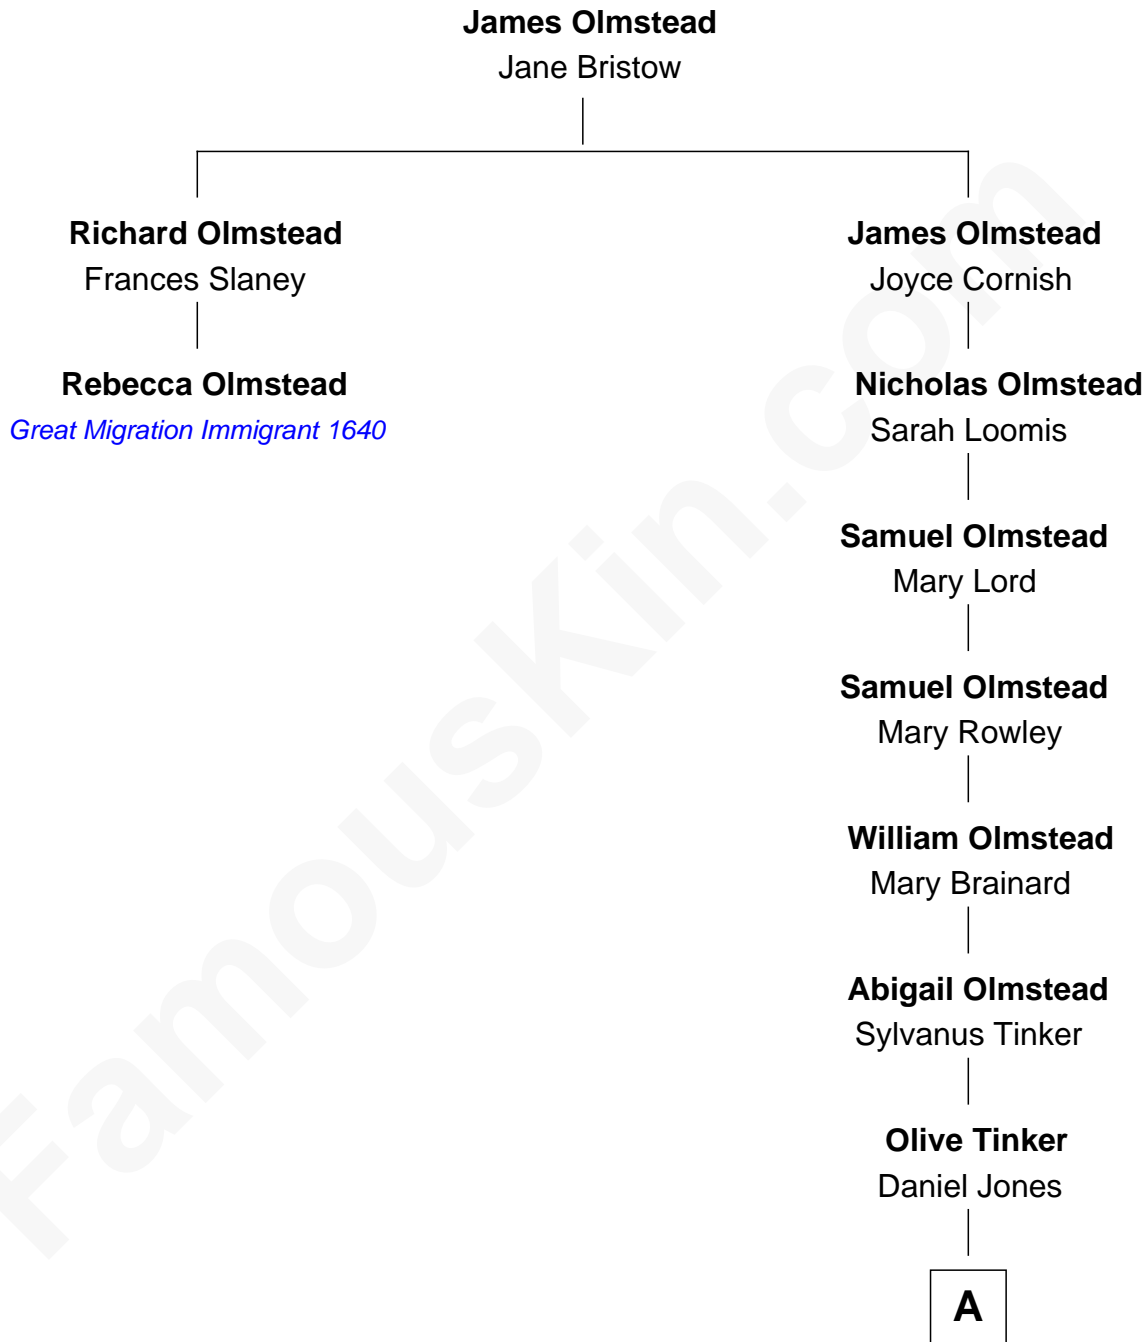 James Olmstead
Jane Bristow
Richard Olmstead
Frances Slaney
Rebecca Olmstead
Great Migration Immigrant 1640
James Olmstead
Joyce Cornish
Nicholas Olmstead
Sarah Loomis
Samuel Olmstead
Mary Lord
Samuel Olmstead
Mary Rowley
William Olmstead
Mary Brainard
Abigail Olmstead
Sylvanus Tinker
Olive Tinker
Daniel Jones
A
FamousKin.com